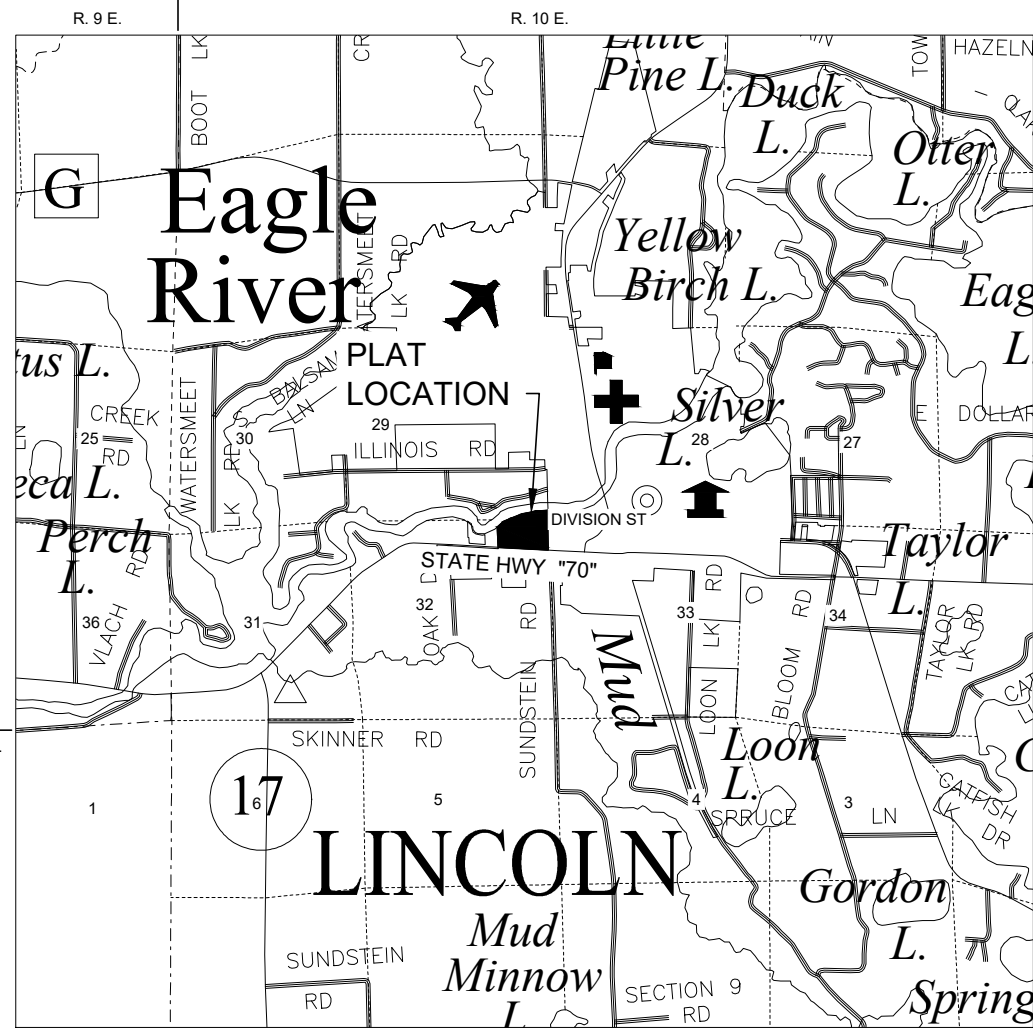 R. 9 E.
R. 10 E.
BOOT LK
CR
Little
Pine L.
Duck
L.
TOW
HAZELN
Otter
L.
G
Eagle
River
WATERSMEET
LK RD
Yellow
Birch L.
Eag
L.
PLAT
LOCATION
tus L.
CREEK
RD
25
WATERSMEET
LK RD
30
BALSAM
LN
29
ILLINOIS RD
Silver
L.
28
27
E DOLLAR
eca L.
Perch
L.
DIVISION ST
STATE HWY "70"
Taylor
L.
36
VLACH
RD
31
32
OAK D
SUNDSTEIN RD
Mud
33
LOON LK RD
BLOOM RD
34
TAYLOR
LK RD
SKINNER RD
Loon
L.
17
1
6
5
4
SPRUCE LN
3
CATFISH
LK DR
LINCOLN
Gordon
L.
Mud
Minnow
L.
SUNDSTEIN
RD
SECTION 9
RD
Spring